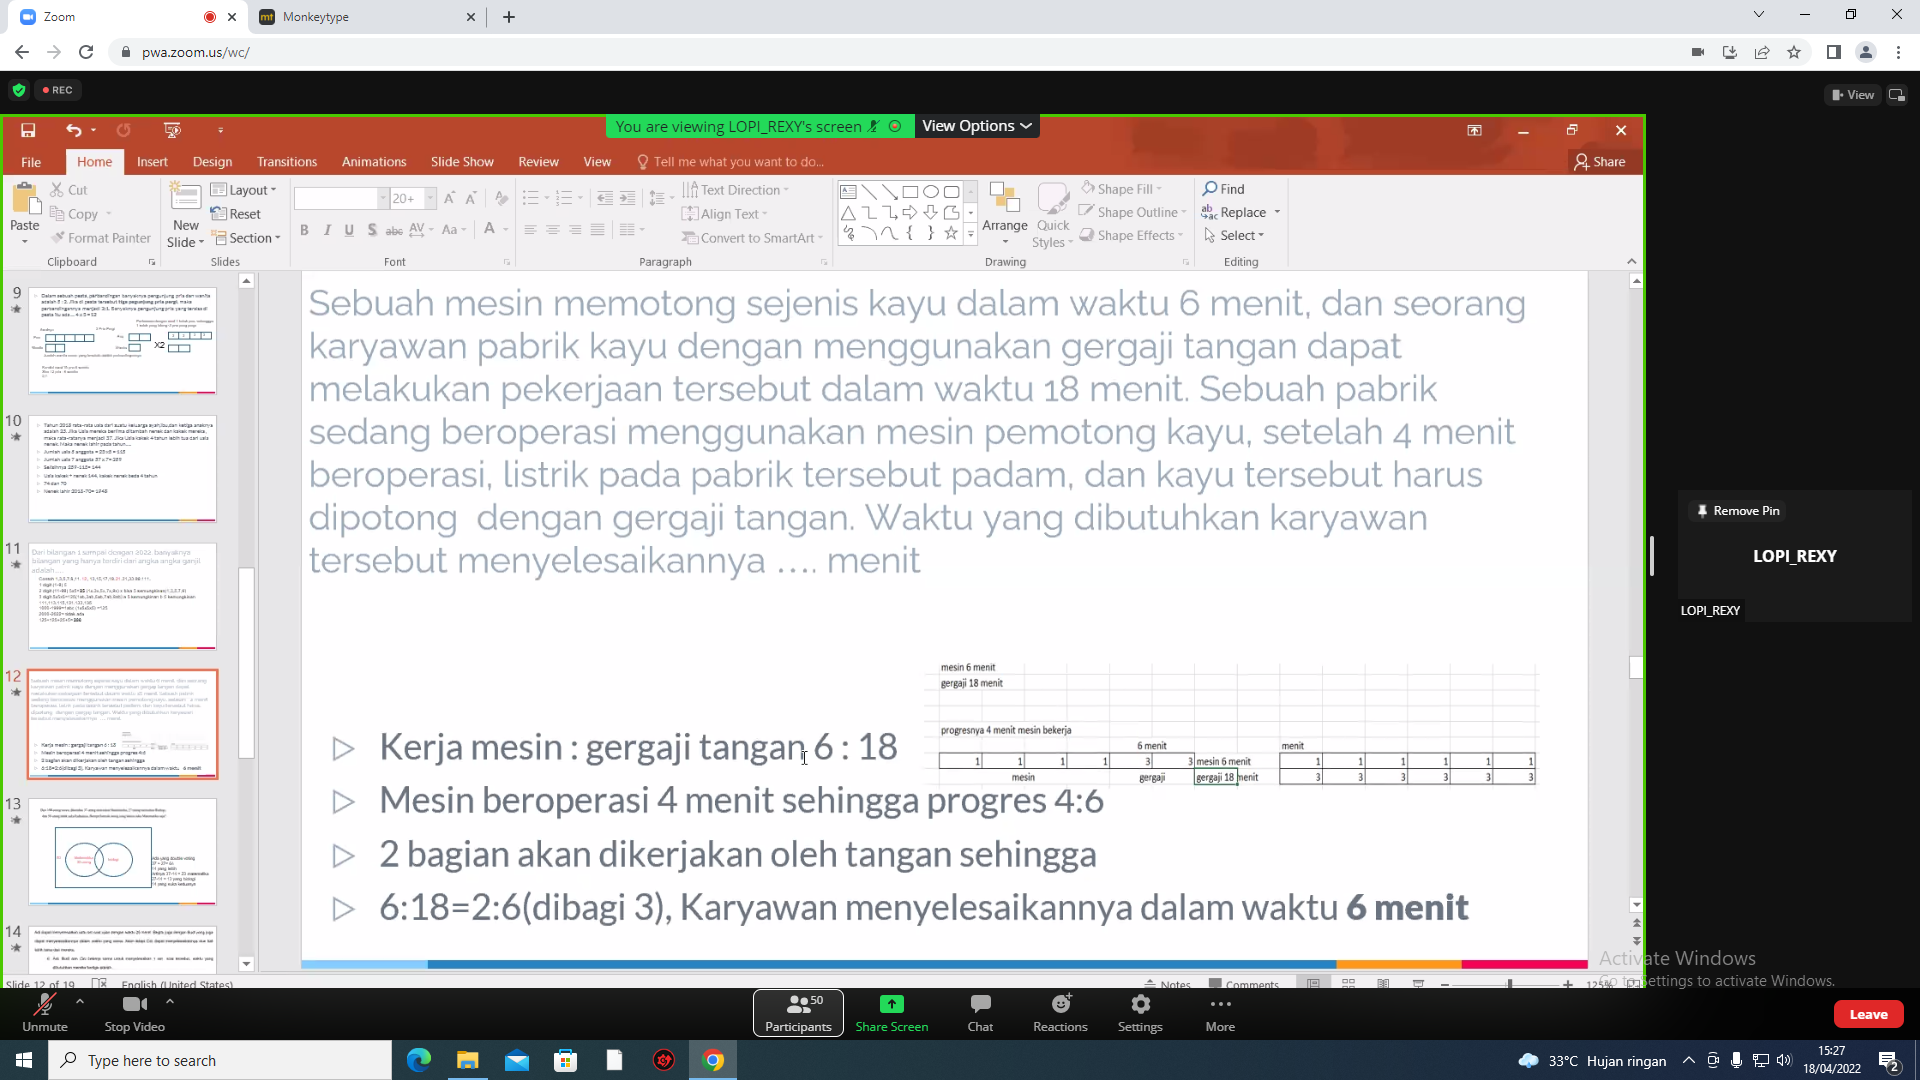 Zoom
Monkeytype
pwa.zoom.us/wc/
REC
View
You are viewing LOPI_REXY's screen
View Options
File
Home
Insert
Design
Transitions
Animations
Slide Show
Review
View
Tell me what you want to do...
Share
Paste
Cut
Copy
Format Painter
Clipboard
New Slide
Layout
Reset
Section
Slides
20+
Font
Text Direction
Align Text
Convert to SmartArt
Paragraph
Arrange
Quick Styles
Shape Fill
Shape Outline
Shape Effects
Drawing
Find
Replace
Select
Editing
9
10
11
12
13
14
Sebuah mesin memotong sejenis kayu dalam waktu 6 menit, dan seorang
karyawan pabrik kayu dengan menggunakan gergaji tangan dapat
melakukan pekerjaan tersebut dalam waktu 18 menit. Sebuah pabrik
sedang beroperasi menggunakan mesin pemotong kayu, setelah 4 menit
beroperasi, listrik pada pabrik tersebut padam, dan kayu tersebut harus
dipotong dengan gergaji tangan. Waktu yang dibutuhkan karyawan
tersebut menyelesaikannya .... menit
mesin 6 menit
gergaji 18 menit
progresnya 4 menit mesin bekerja
6 menit
menit
1 1 1 1 3 3 mesin 6 menit 1 1 1 1 1 1
mesin gergaji gergaji 18 menit 3 3 3 3 3 3
Kerja mesin : gergaji tangan 6 : 18
Mesin beroperasi 4 menit sehingga progres 4:6
2 bagian akan dikerjakan oleh tangan sehingga
6:18=2:6(dibagi 3), Karyawan menyelesaikannya dalam waktu 6 menit
Remove Pin
LOPI_REXY
LOPI_REXY
Activate Windows
Go to Settings to activate Windows.
Slide 12 of 19
English (United States)
Notes
Comments
125%
Unmute
Stop Video
50
Participants
Share Screen
Chat
Reactions
Settings
More
Leave
Type here to search
33°C Hujan ringan
15:27
18/04/2022
2